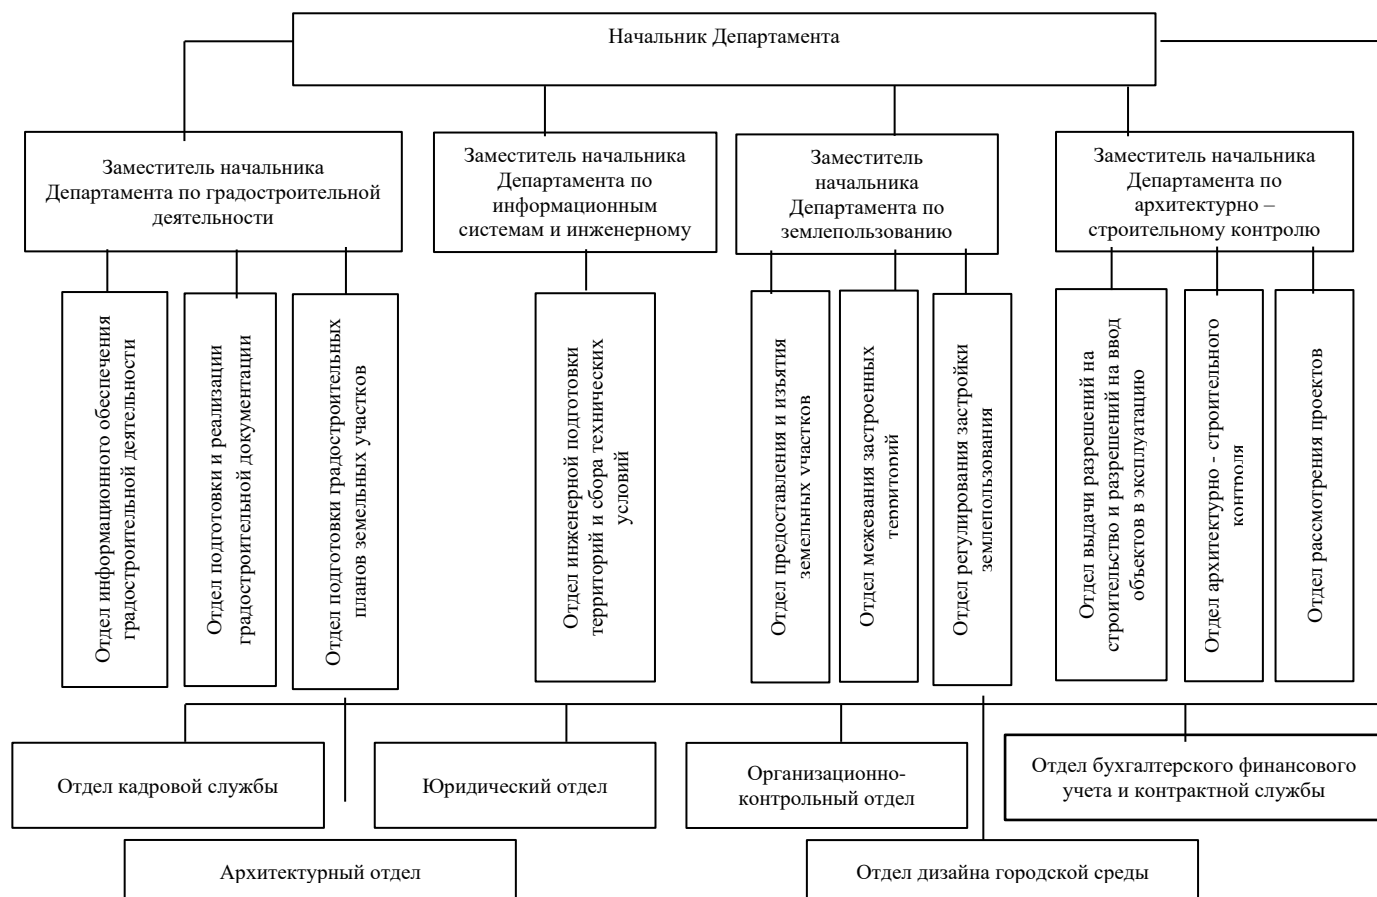 Начальник Департамента
Заместитель начальника
Департамента по градостроительной
деятельности
Заместитель начальника
Департамента по
информационным
системам и инженерному
Заместитель
начальника
Департамента по
землепользованию
Заместитель начальника
Департамента по
архитектурно –
строительному контролю
Отдел информационного обеспечения
градостроительной деятельности
Отдел подготовки и реализации
градостроительной документации
Отдел подготовки градостроительных
планов земельных участков
Отдел инженерной подготовки
территорий и сбора технических
условий
Отдел предоставления и изъятия
земельных участков
Отдел межевания застроенных
территорий
Отдел регулирования застройки
землепользования
Отдел выдачи разрешений на
строительство и разрешений на ввод
объектов в эксплуатацию
Отдел архитектурно - строительного
контроля
Отдел рассмотрения проектов
Отдел кадровой службы
Юридический отдел
Организационно-
контрольный отдел
Отдел бухгалтерского финансового
учета и контрактной службы
Архитектурный отдел
Отдел дизайна городской среды